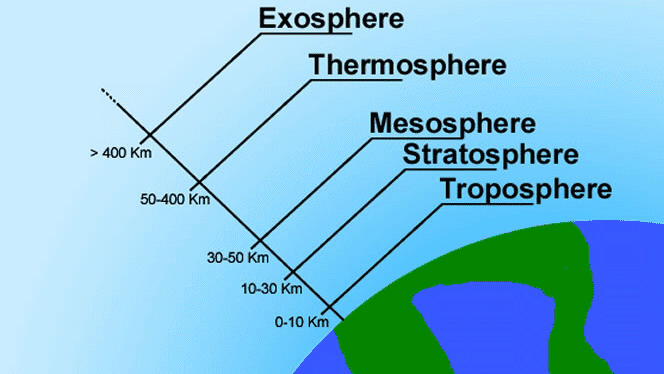 Exosphere
Thermosphere
Mesosphere
Stratosphere
Troposphere
> 400 Km
50-400 Km
30-50 Km
10-30 Km
0-10 Km